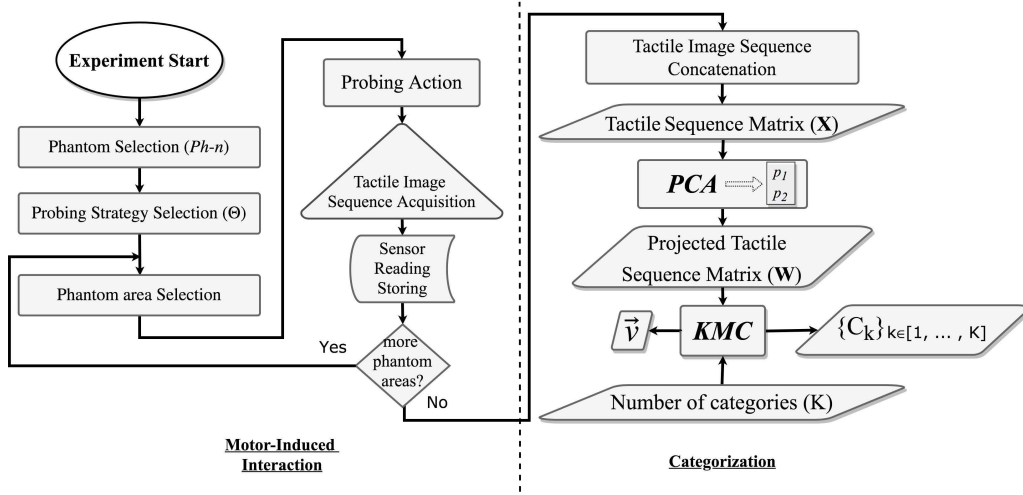 Experiment Start
Phantom Selection (Ph-n)
Probing Strategy Selection (Θ)
Phantom area Selection
Probing Action
Tactile Image
Sequence Acquisition
Sensor
Reading
Storing
more
phantom
areas?
Yes
No
Motor-Induced
Interaction
Tactile Image Sequence
Concatenation
Tactile Sequence Matrix (X)
PCA
p1
p2
Projected Tactile
Sequence Matrix (W)
v⃗
KMC
{Ck}k∈[1, ... , K]
Number of categories (K)
Categorization